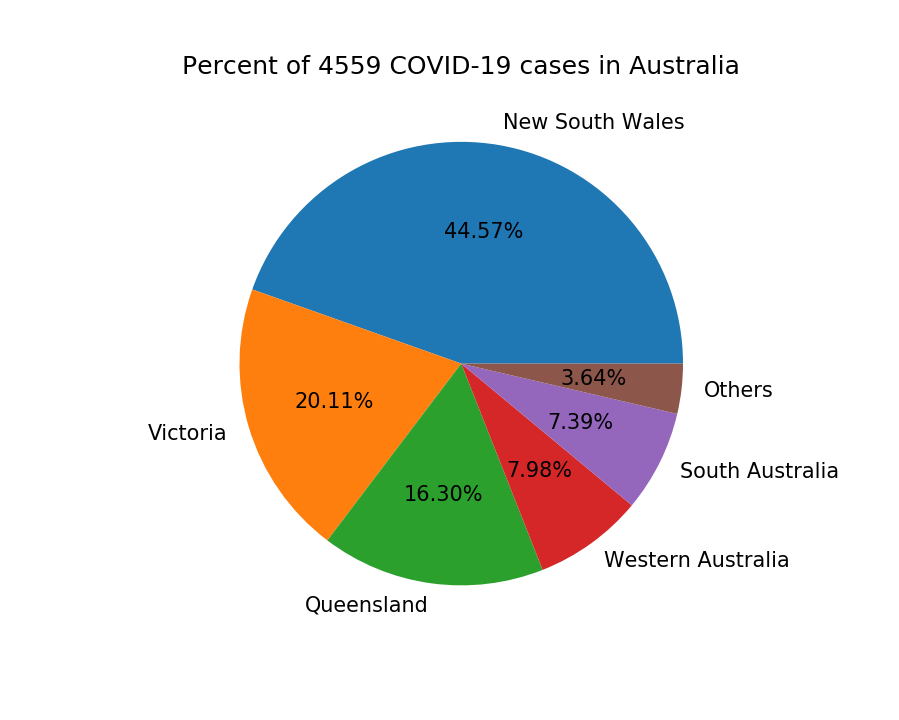 Percent of 4559 COVID-19 cases in Australia
New South Wales
44.57%
Victoria
20.11%
Queensland
16.30%
Western Australia
7.98%
South Australia
7.39%
Others
3.64%